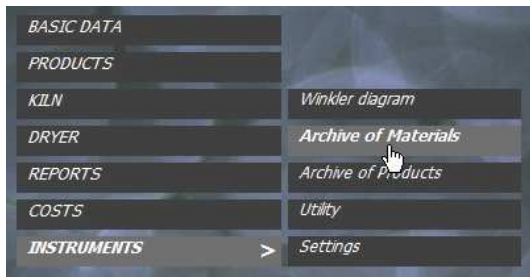 BASIC DATA
PRODUCTS
KILN
DRYER
REPORTS
COSTS
INSTRUMENTS >
Winkler diagram
Archive of Materials
Archive of Products
Utility
Settings